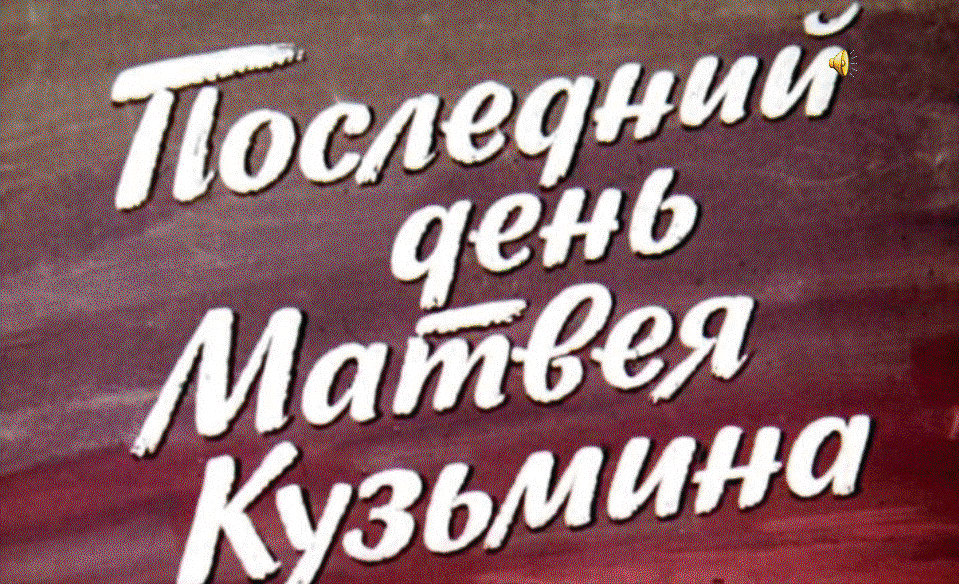 Последний
день
Матвея
Кузьмина